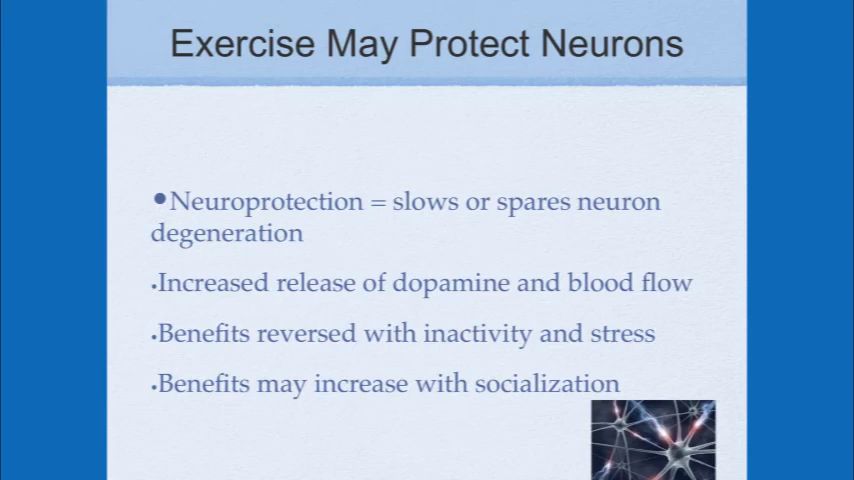 Exercise May Protect Neurons
•Neuroprotection = slows or spares neuron
degeneration
•Increased release of dopamine and blood flow
•Benefits reversed with inactivity and stress
•Benefits may increase with socialization